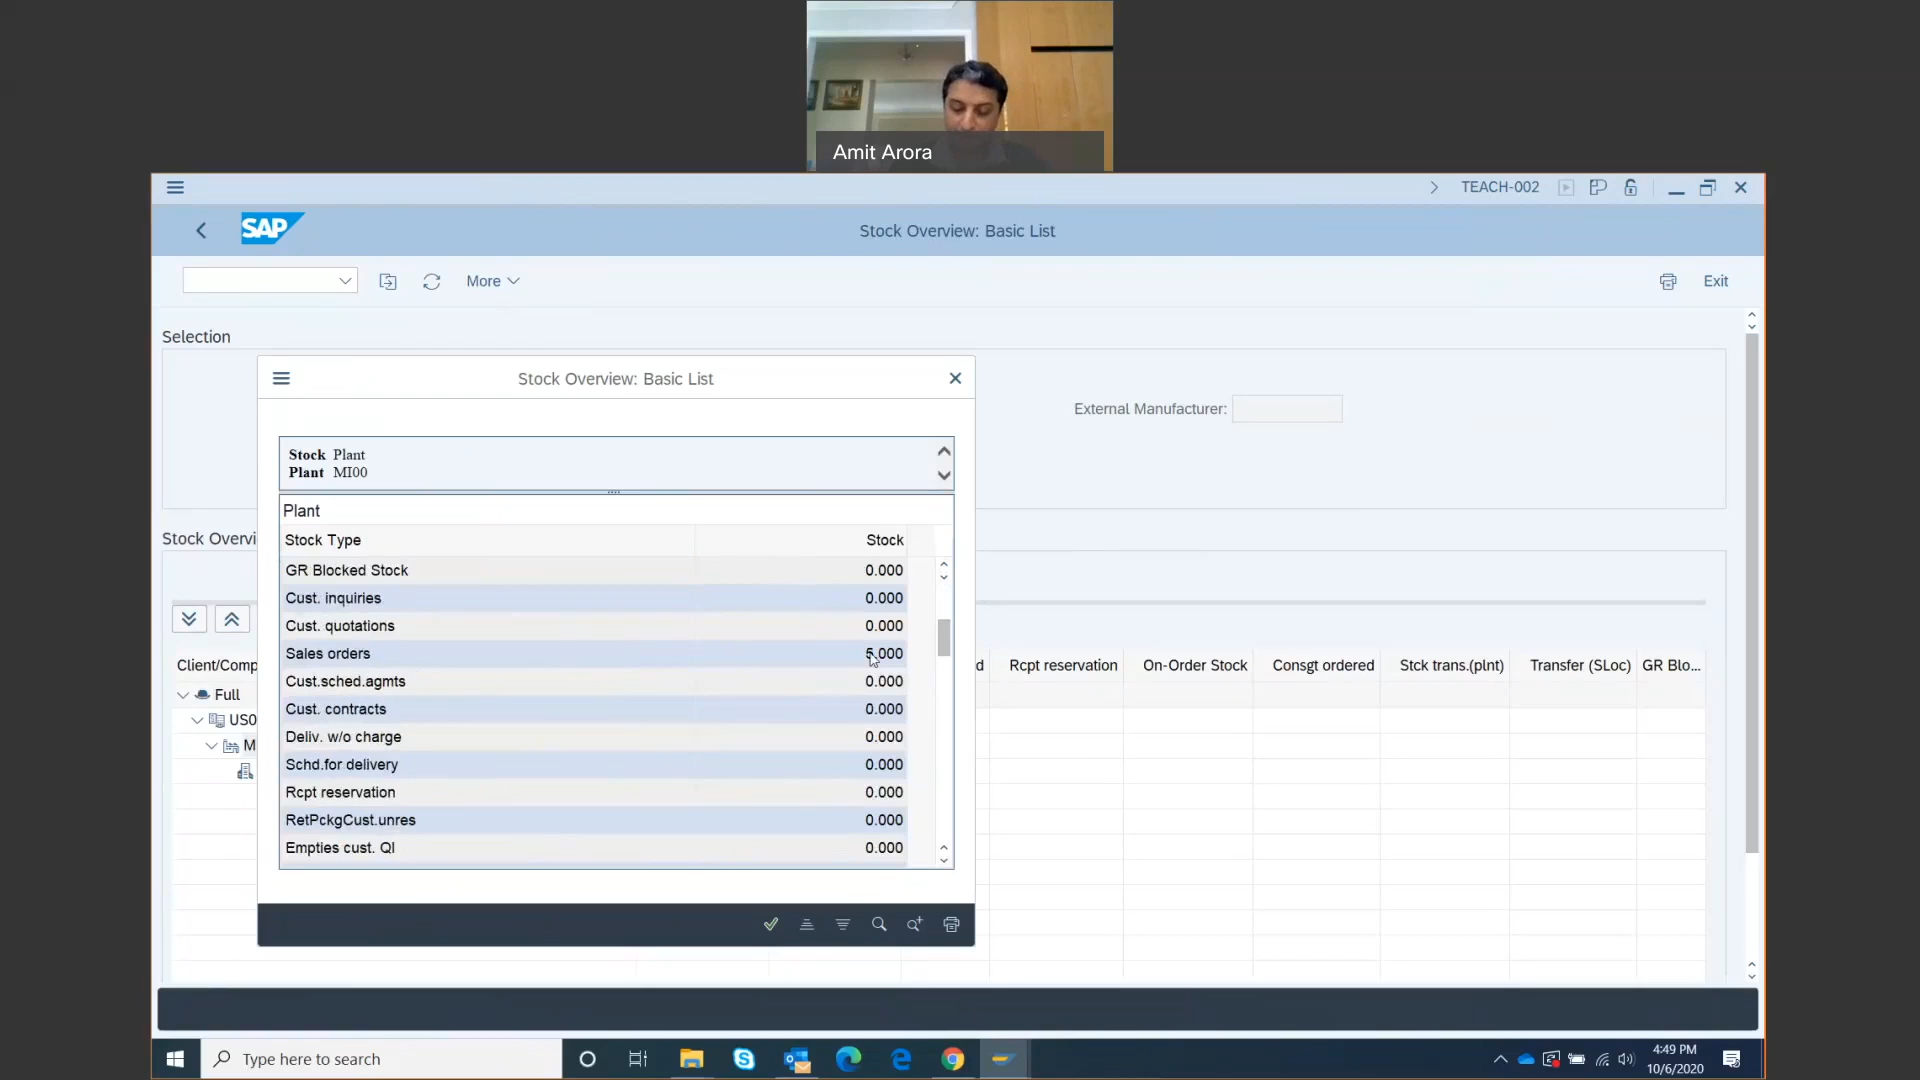 Amit Arora
TEACH-002
SAP
Stock Overview: Basic List
More
Exit
Selection
Stock Overview: Basic List
External Manufacturer:
Stock Plant
Plant MI00
Plant
Stock Type Stock
GR Blocked Stock 0.000
Cust. inquiries 0.000
Cust. quotations 0.000
Sales orders 5.000
Cust.sched.agmts 0.000
Cust. contracts 0.000
Deliv. w/o charge 0.000
Schd.for delivery 0.000
Rcpt reservation 0.000
RetPckgCust.unres 0.000
Empties cust. QI 0.000
Stock Overvi
Client/Comp d Rcpt reservation On-Order Stock Consgt ordered Stck trans.(plnt) Transfer (SLoc) GR Blo...
Full
US0
M
Type here to search
4:49 PM
10/6/2020